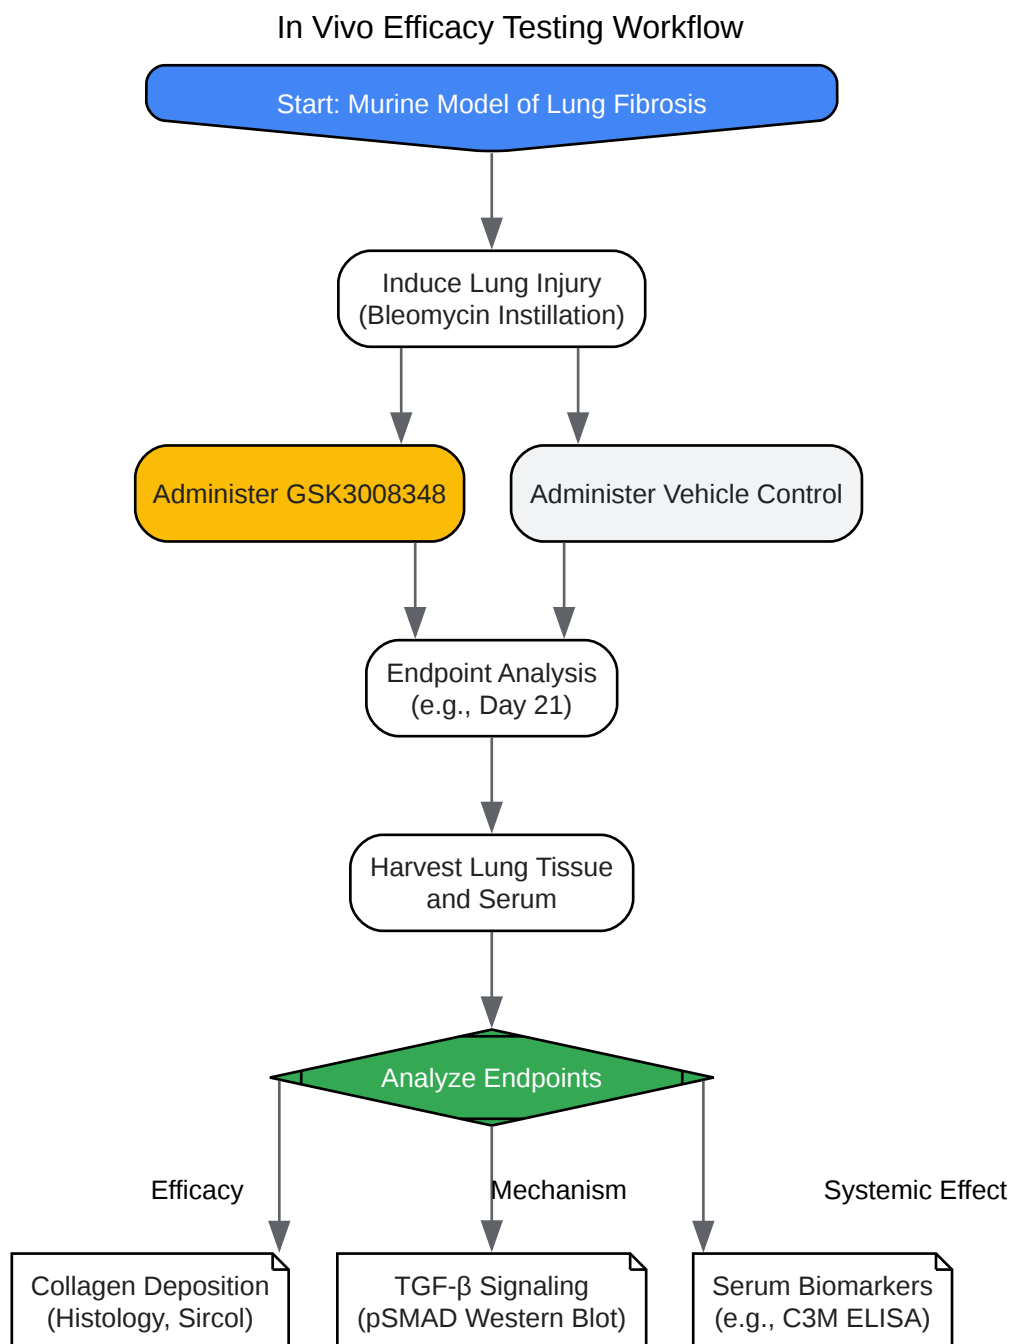 In Vivo Efficacy Testing Workflow
Start: Murine Model of Lung Fibrosis
Induce Lung Injury
(Bleomycin Instillation)
Administer GSK3008348
Administer Vehicle Control
Endpoint Analysis
(e.g., Day 21)
Harvest Lung Tissue
and Serum
Analyze Endpoints
Efficacy
Mechanism
Systemic Effect
Collagen Deposition
(Histology, Sircol)
TGF-β Signaling
(pSMAD Western Blot)
Serum Biomarkers
(e.g., C3M ELISA)